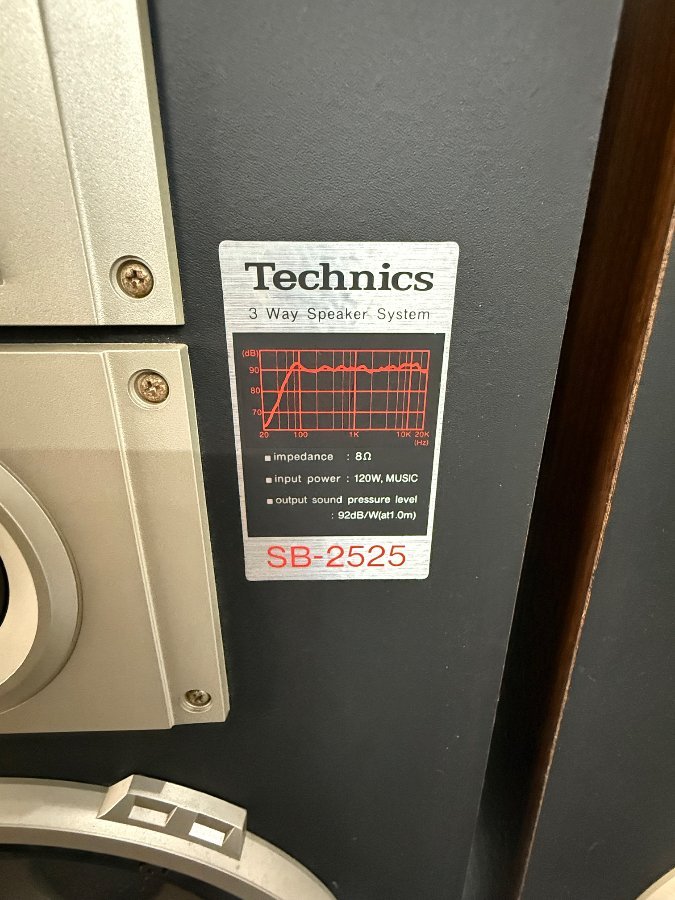 Technics
3 Way Speaker System
(dB)
90
80
70
20 100 1K 10K 20K
(Hz)
■ impedance : 8Ω
■ input power : 120W, MUSIC
■ output sound pressure level
: 92dB/W(at1.0m)
SB-2525